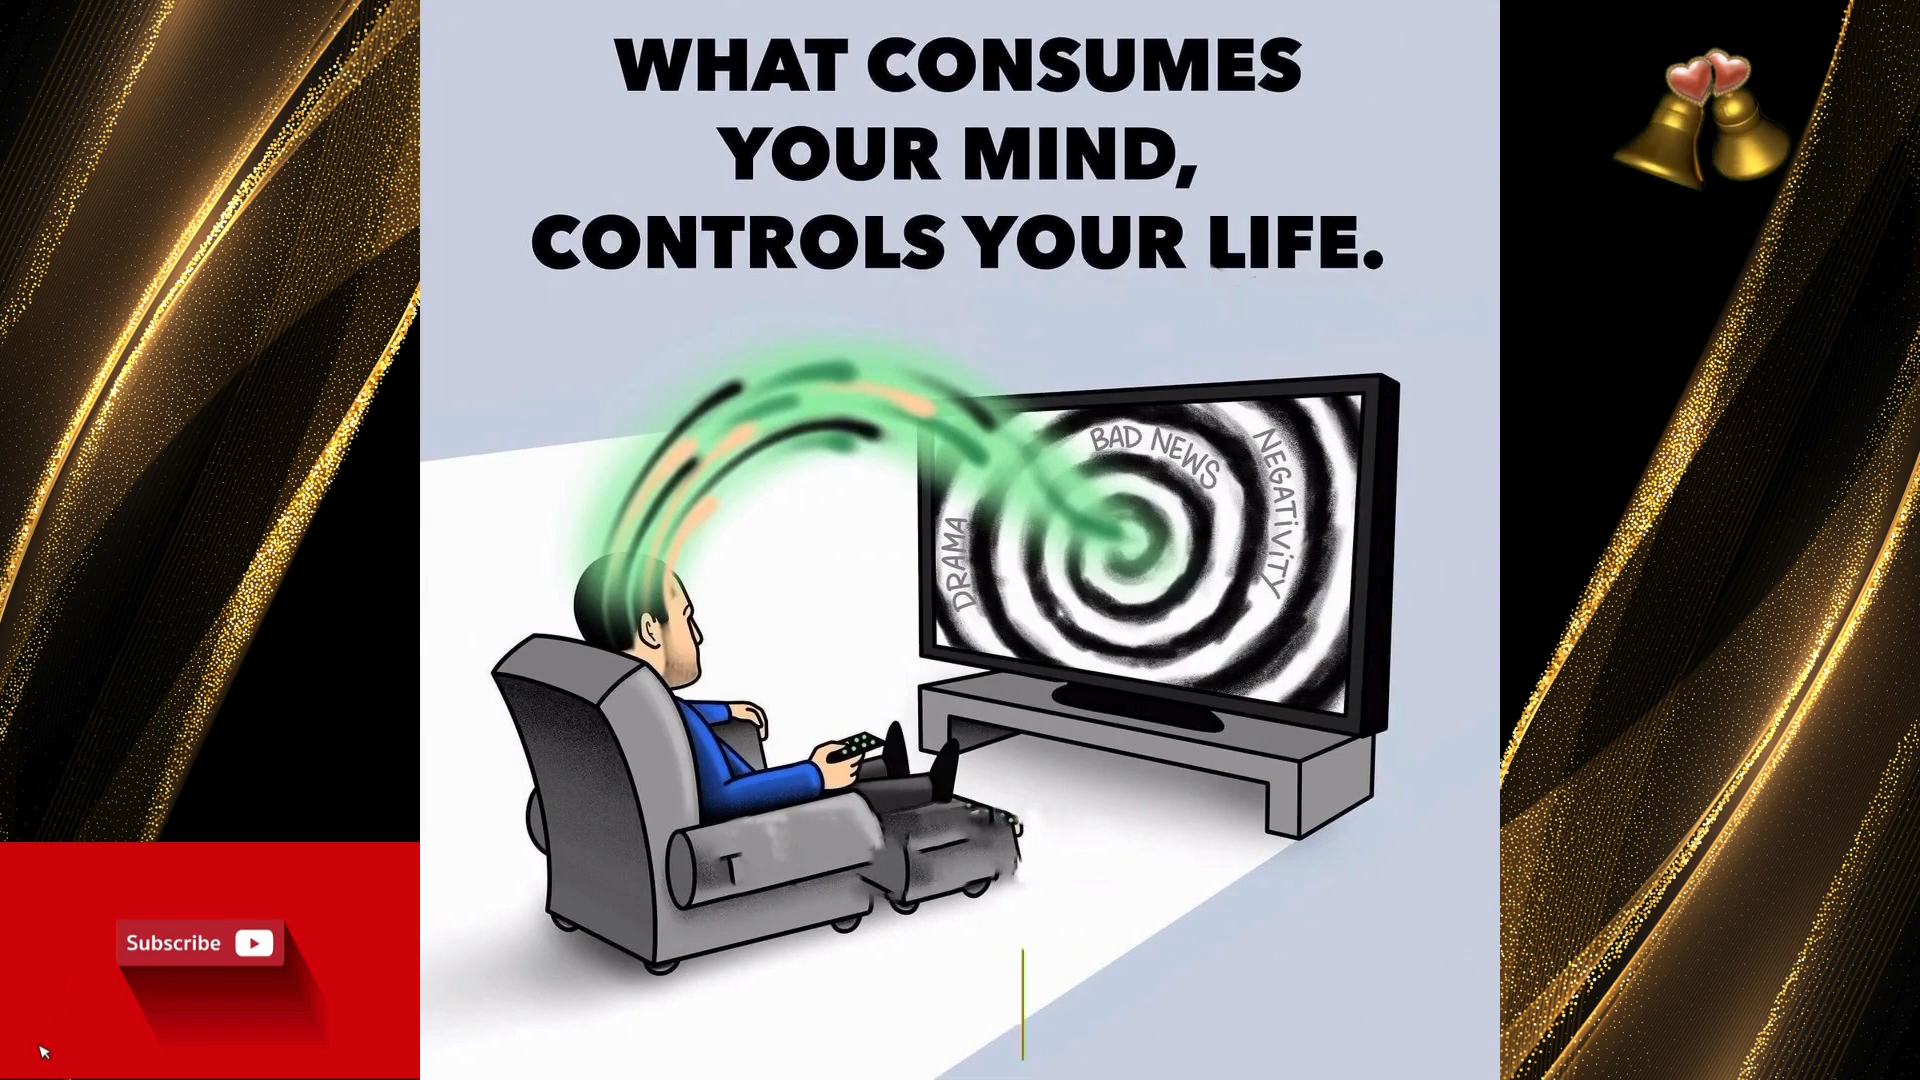 WHAT CONSUMES
YOUR MIND,
CONTROLS YOUR LIFE.
BAD NEWS
NEGATiViTY
DRAMA
Subscribe